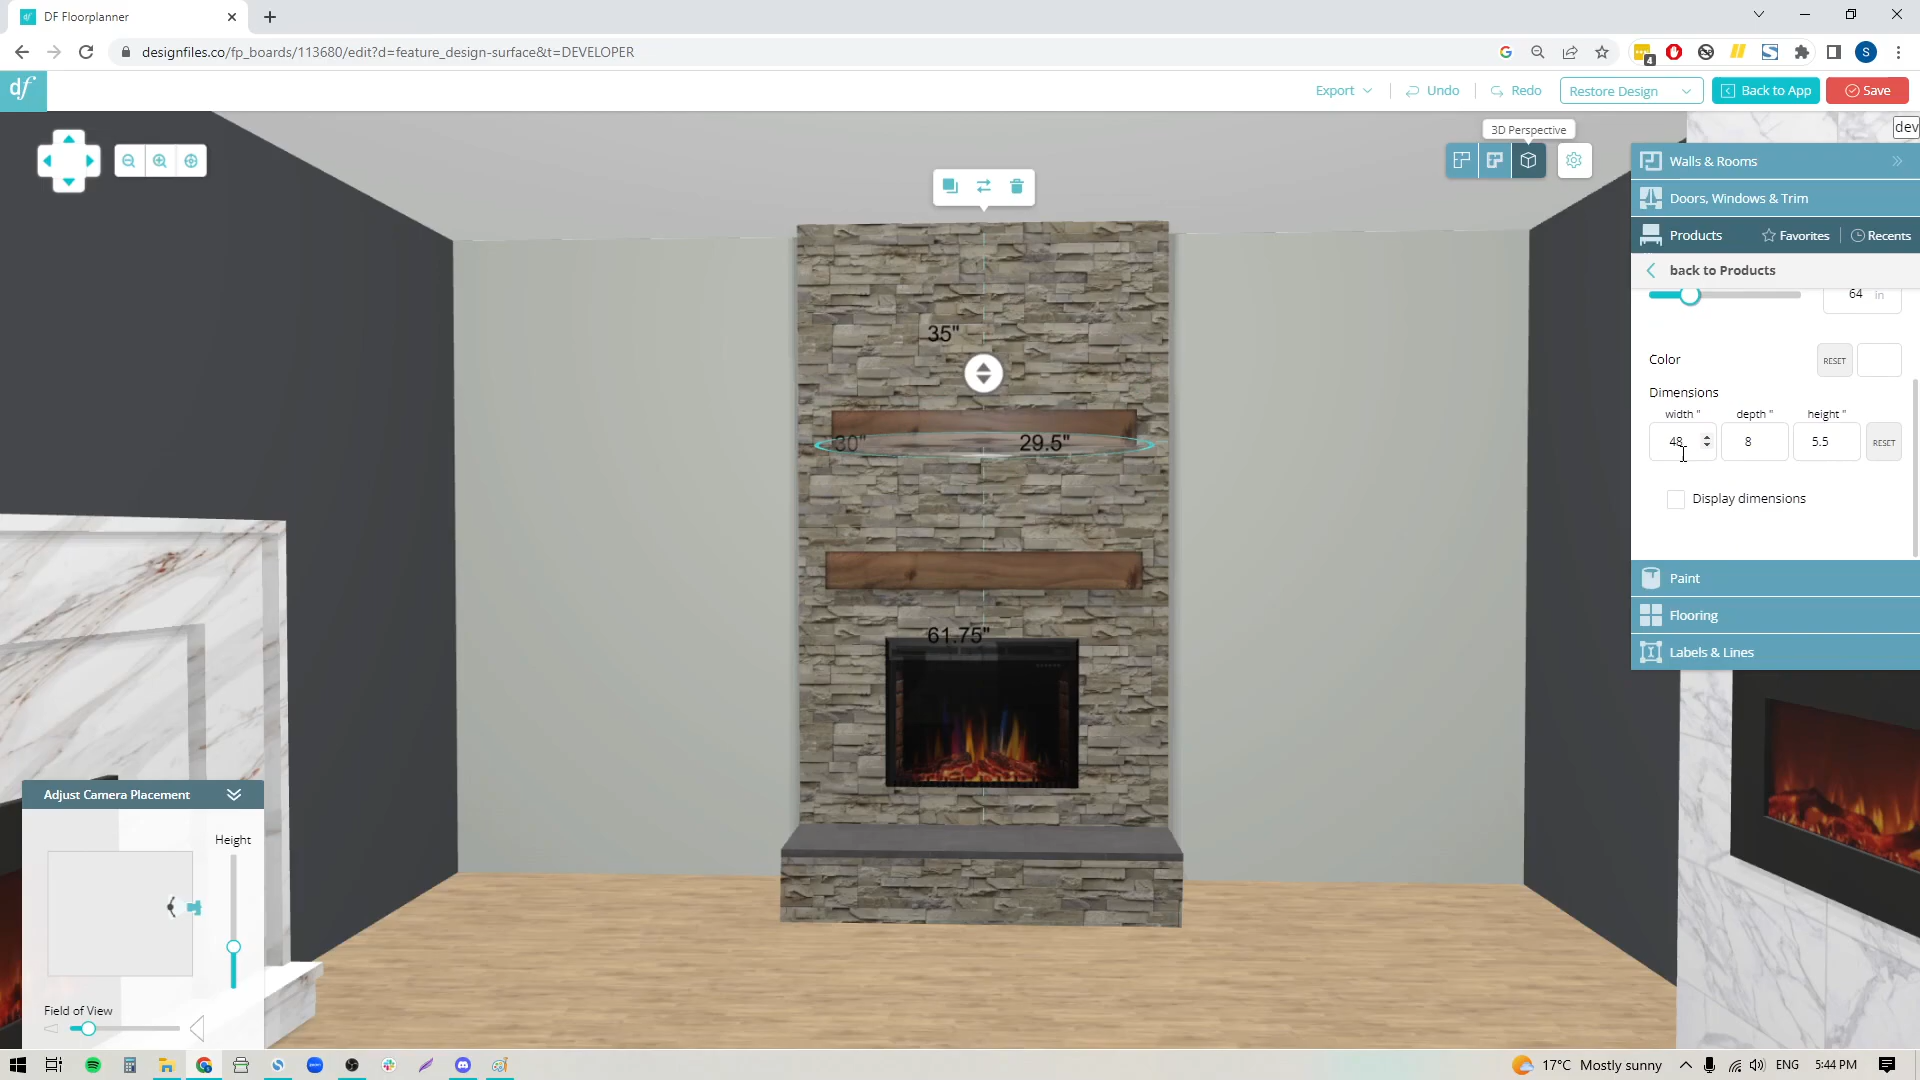 df DF Floorplanner
designfiles.co/fp_boards/113680/edit?d=feature_design-surface&t=DEVELOPER
G
4
S
S
df
Export
Undo
Redo
Restore Design
Back to App
Save
3D Perspective
dev
Walls & Rooms
Doors, Windows & Trim
Products
Favorites
Recents
back to Products
64 in
Color
RESET
Dimensions
width "
depth "
height "
48
8
5.5
RESET
Display dimensions
Paint
Flooring
Labels & Lines
35"
30"
29.5"
61.75"
Adjust Camera Placement
Height
Field of View
17°C Mostly sunny
ENG
5:44 PM